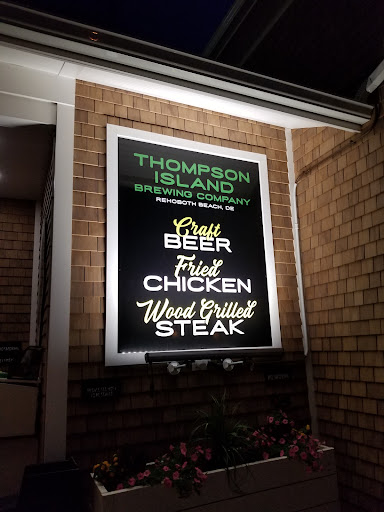 THOMPSON
ISLAND
BREWING COMPANY
REHOBOTH BEACH, DE
Craft
BEER
Fried
CHICKEN
Wood Grilled
STEAK